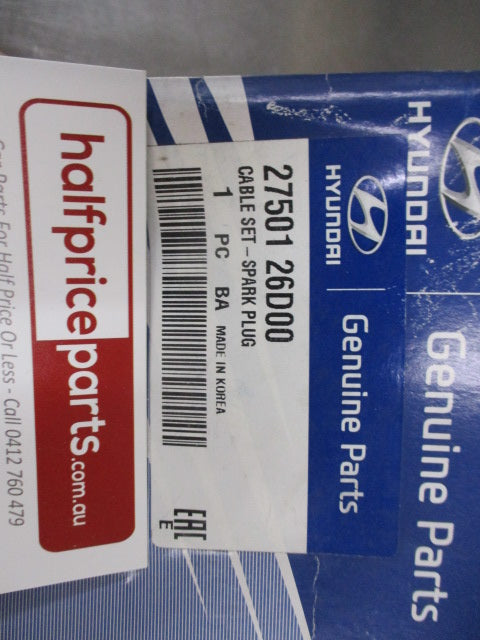 halfpriceparts.com.au
Car Parts For Half Price Or Less - Call 0412 760 479
HYUNDAI
Genuine Parts
HYUNDAI
Genuine Parts
27501 26D00
CABLE SET - SPARK PLUG
1 PC BA MADE IN KOREA
EAC
E